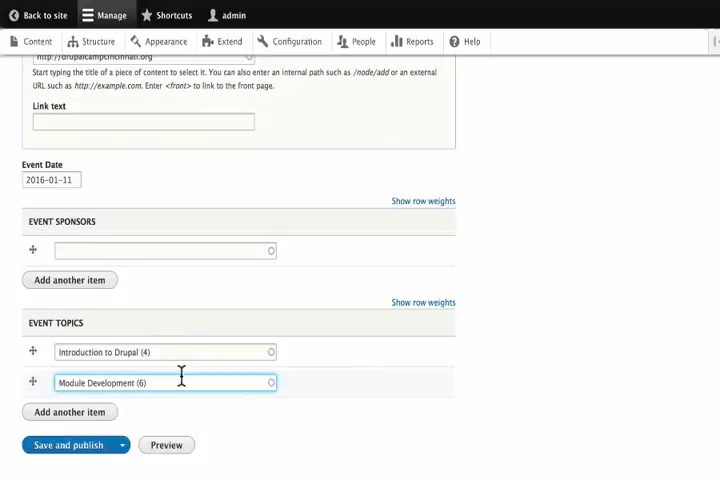 Back to site
Manage
Shortcuts
admin
Content
Structure
Appearance
Extend
Configuration
People
Reports
Help
http://drupalcampcincinnati.org
Start typing the title of a piece of content to select it. You can also enter an internal path such as /node/add or an external
URL such as http://example.com. Enter <front> to link to the front page.
Link text
Event Date
2016-01-11
Show row weights
EVENT SPONSORS
Add another item
Show row weights
EVENT TOPICS
Introduction to Drupal (4)
Module Development (6)
Add another item
Save and publish
Preview